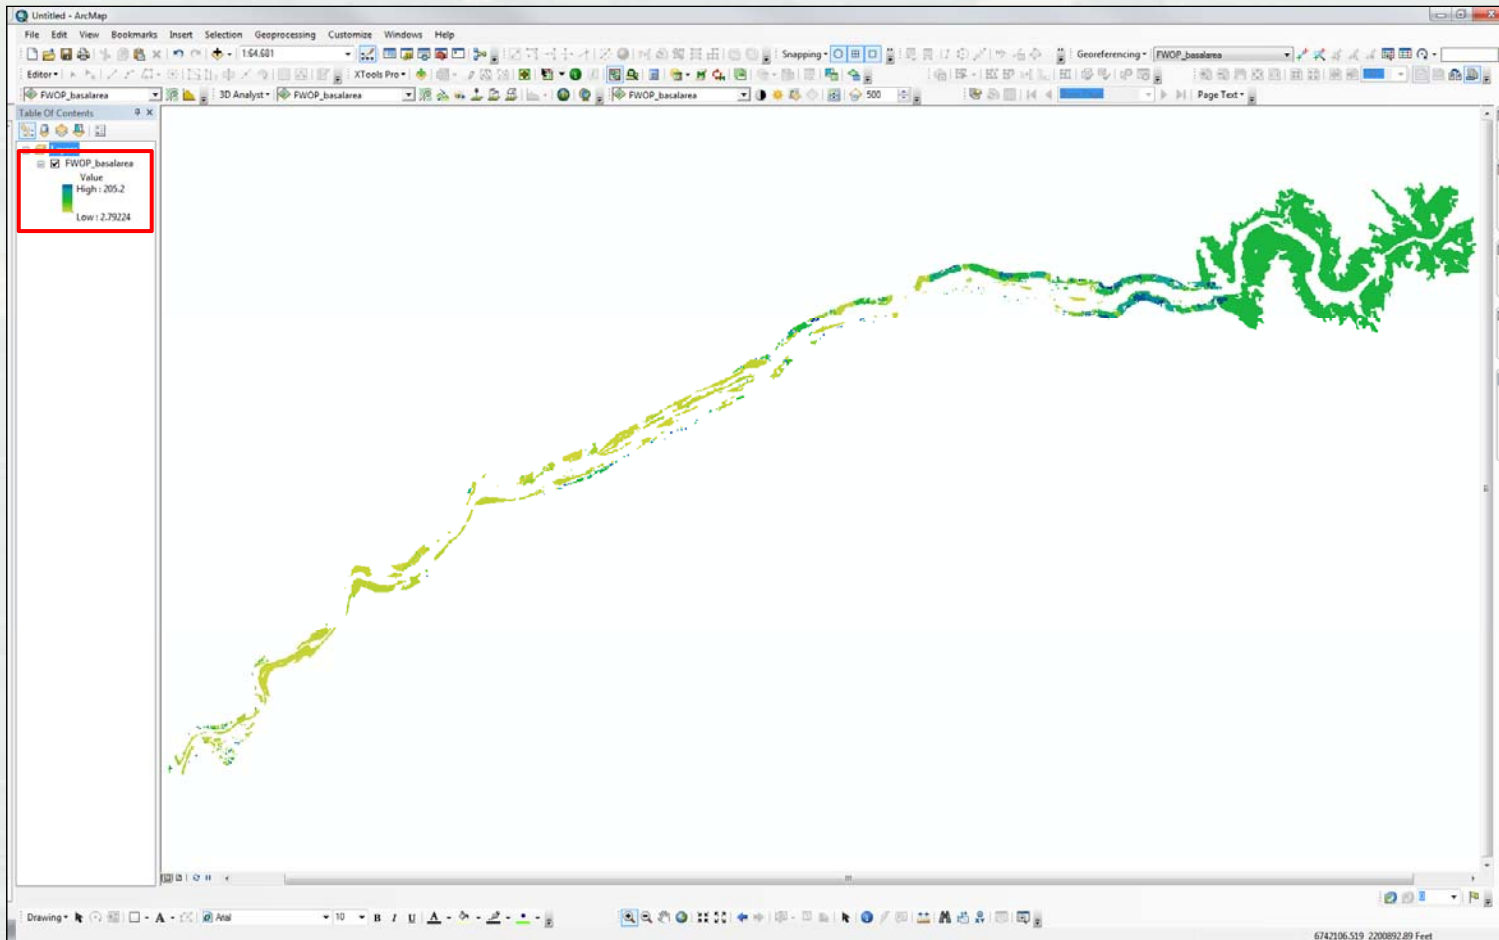 Untitled - ArcMap
File Edit View Bookmarks Insert Selection Geoprocessing Customize Windows Help
1:64,681 Snapping Georeferencing FWOP_basalarea
Editor XTools Pro
FWOP_basalarea 3D Analyst FWOP_basalarea FWOP_basalarea 500 Page Text
Table Of Contents
FWOP_basalarea
Value
High : 205.2
Low : 2.79224
Drawing A Arial 10 B I U A
6742106.519 2200892.89 Feet